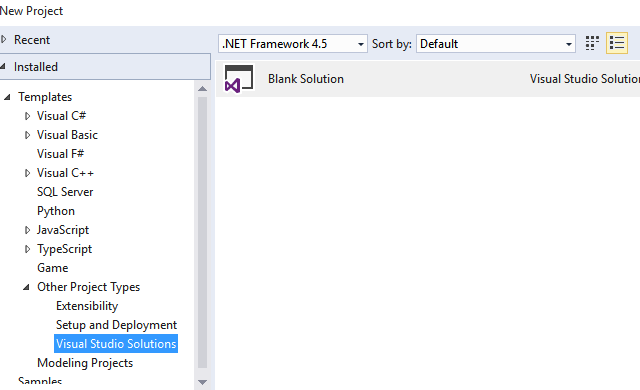 New Project
Recent
.NET Framework 4.5 Sort by: Default
Installed
Blank Solution Visual Studio Solution
Templates
Visual C#
Visual Basic
Visual F#
Visual C++
SQL Server
Python
JavaScript
TypeScript
Game
Other Project Types
Extensibility
Setup and Deployment
Visual Studio Solutions
Modeling Projects
Samples